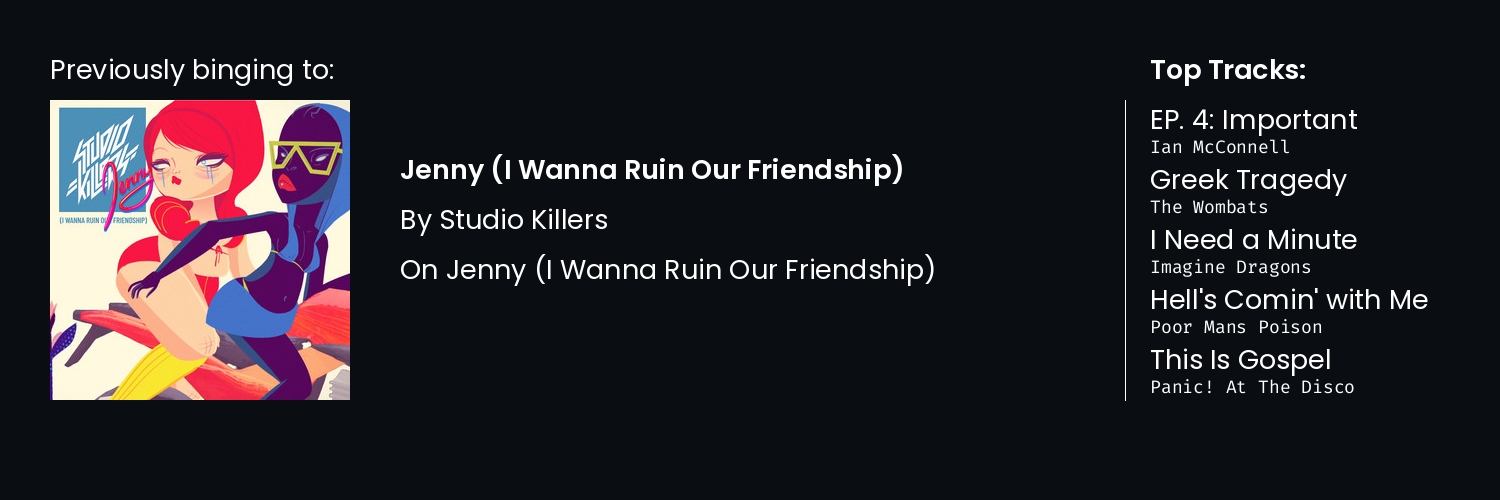 Previously binging to:
STUDIO
KILLERS
Jenny
(I WANNA RUIN OUR FRIENDSHIP)
Jenny (I Wanna Ruin Our Friendship)
By Studio Killers
On Jenny (I Wanna Ruin Our Friendship)
Top Tracks:
EP. 4: Important
Ian McConnell
Greek Tragedy
The Wombats
I Need a Minute
Imagine Dragons
Hell's Comin' with Me
Poor Mans Poison
This Is Gospel
Panic! At The Disco